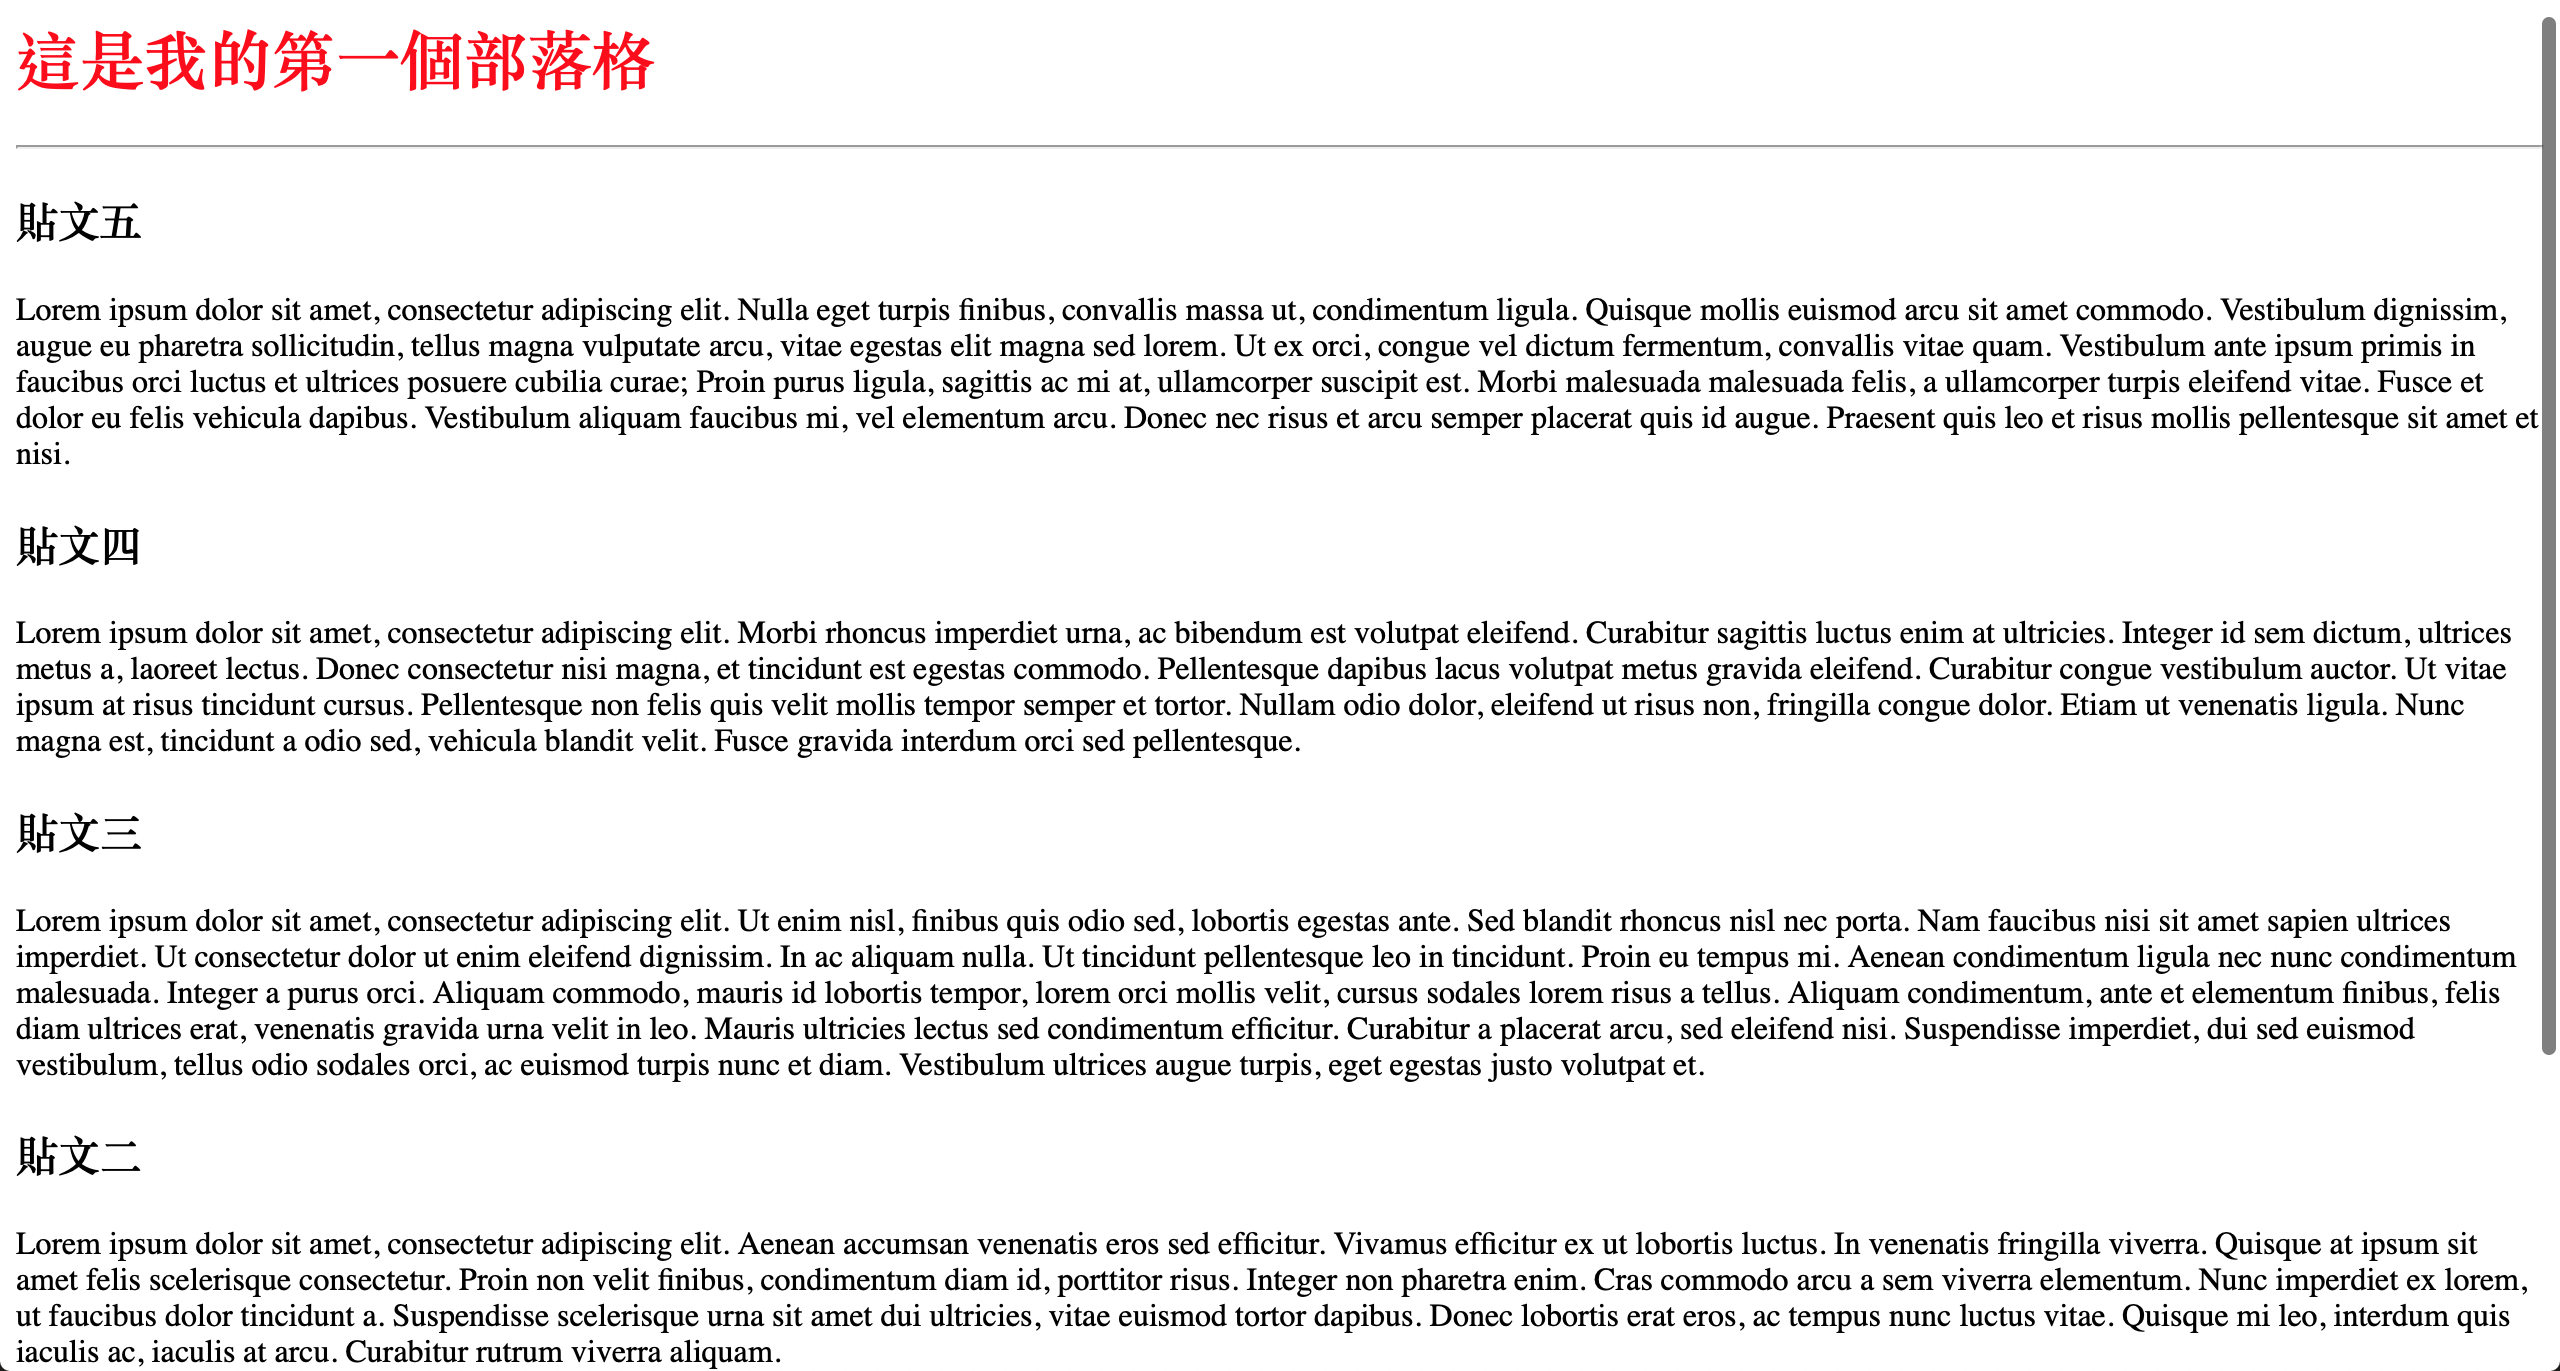 這是我的第一個部落格
貼文五
Lorem ipsum dolor sit amet, consectetur adipiscing elit. Nulla eget turpis finibus, convallis massa ut, condimentum ligula. Quisque mollis euismod arcu sit amet commodo. Vestibulum dignissim,
augue eu pharetra sollicitudin, tellus magna vulputate arcu, vitae egestas elit magna sed lorem. Ut ex orci, congue vel dictum fermentum, convallis vitae quam. Vestibulum ante ipsum primis in
faucibus orci luctus et ultrices posuere cubilia curae; Proin purus ligula, sagittis ac mi at, ullamcorper suscipit est. Morbi malesuada malesuada felis, a ullamcorper turpis eleifend vitae. Fusce et
dolor eu felis vehicula dapibus. Vestibulum aliquam faucibus mi, vel elementum arcu. Donec nec risus et arcu semper placerat quis id augue. Praesent quis leo et risus mollis pellentesque sit amet et
nisi.
貼文四
Lorem ipsum dolor sit amet, consectetur adipiscing elit. Morbi rhoncus imperdiet urna, ac bibendum est volutpat eleifend. Curabitur sagittis luctus enim at ultricies. Integer id sem dictum, ultrices
metus a, laoreet lectus. Donec consectetur nisi magna, et tincidunt est egestas commodo. Pellentesque dapibus lacus volutpat metus gravida eleifend. Curabitur congue vestibulum auctor. Ut vitae
ipsum at risus tincidunt cursus. Pellentesque non felis quis velit mollis tempor semper et tortor. Nullam odio dolor, eleifend ut risus non, fringilla congue dolor. Etiam ut venenatis ligula. Nunc
magna est, tincidunt a odio sed, vehicula blandit velit. Fusce gravida interdum orci sed pellentesque.
貼文三
Lorem ipsum dolor sit amet, consectetur adipiscing elit. Ut enim nisl, finibus quis odio sed, lobortis egestas ante. Sed blandit rhoncus nisl nec porta. Nam faucibus nisi sit amet sapien ultrices
imperdiet. Ut consectetur dolor ut enim eleifend dignissim. In ac aliquam nulla. Ut tincidunt pellentesque leo in tincidunt. Proin eu tempus mi. Aenean condimentum ligula nec nunc condimentum
malesuada. Integer a purus orci. Aliquam commodo, mauris id lobortis tempor, lorem orci mollis velit, cursus sodales lorem risus a tellus. Aliquam condimentum, ante et elementum finibus, felis
diam ultrices erat, venenatis gravida urna velit in leo. Mauris ultricies lectus sed condimentum efficitur. Curabitur a placerat arcu, sed eleifend nisi. Suspendisse imperdiet, dui sed euismod
vestibulum, tellus odio sodales orci, ac euismod turpis nunc et diam. Vestibulum ultrices augue turpis, eget egestas justo volutpat et.
貼文二
Lorem ipsum dolor sit amet, consectetur adipiscing elit. Aenean accumsan venenatis eros sed efficitur. Vivamus efficitur ex ut lobortis luctus. In venenatis fringilla viverra. Quisque at ipsum sit
amet felis scelerisque consectetur. Proin non velit finibus, condimentum diam id, porttitor risus. Integer non pharetra enim. Cras commodo arcu a sem viverra elementum. Nunc imperdiet ex lorem,
ut faucibus dolor tincidunt a. Suspendisse scelerisque urna sit amet dui ultricies, vitae euismod tortor dapibus. Donec lobortis erat eros, ac tempus nunc luctus vitae. Quisque mi leo, interdum quis
iaculis ac, iaculis at arcu. Curabitur rutrum viverra aliquam.